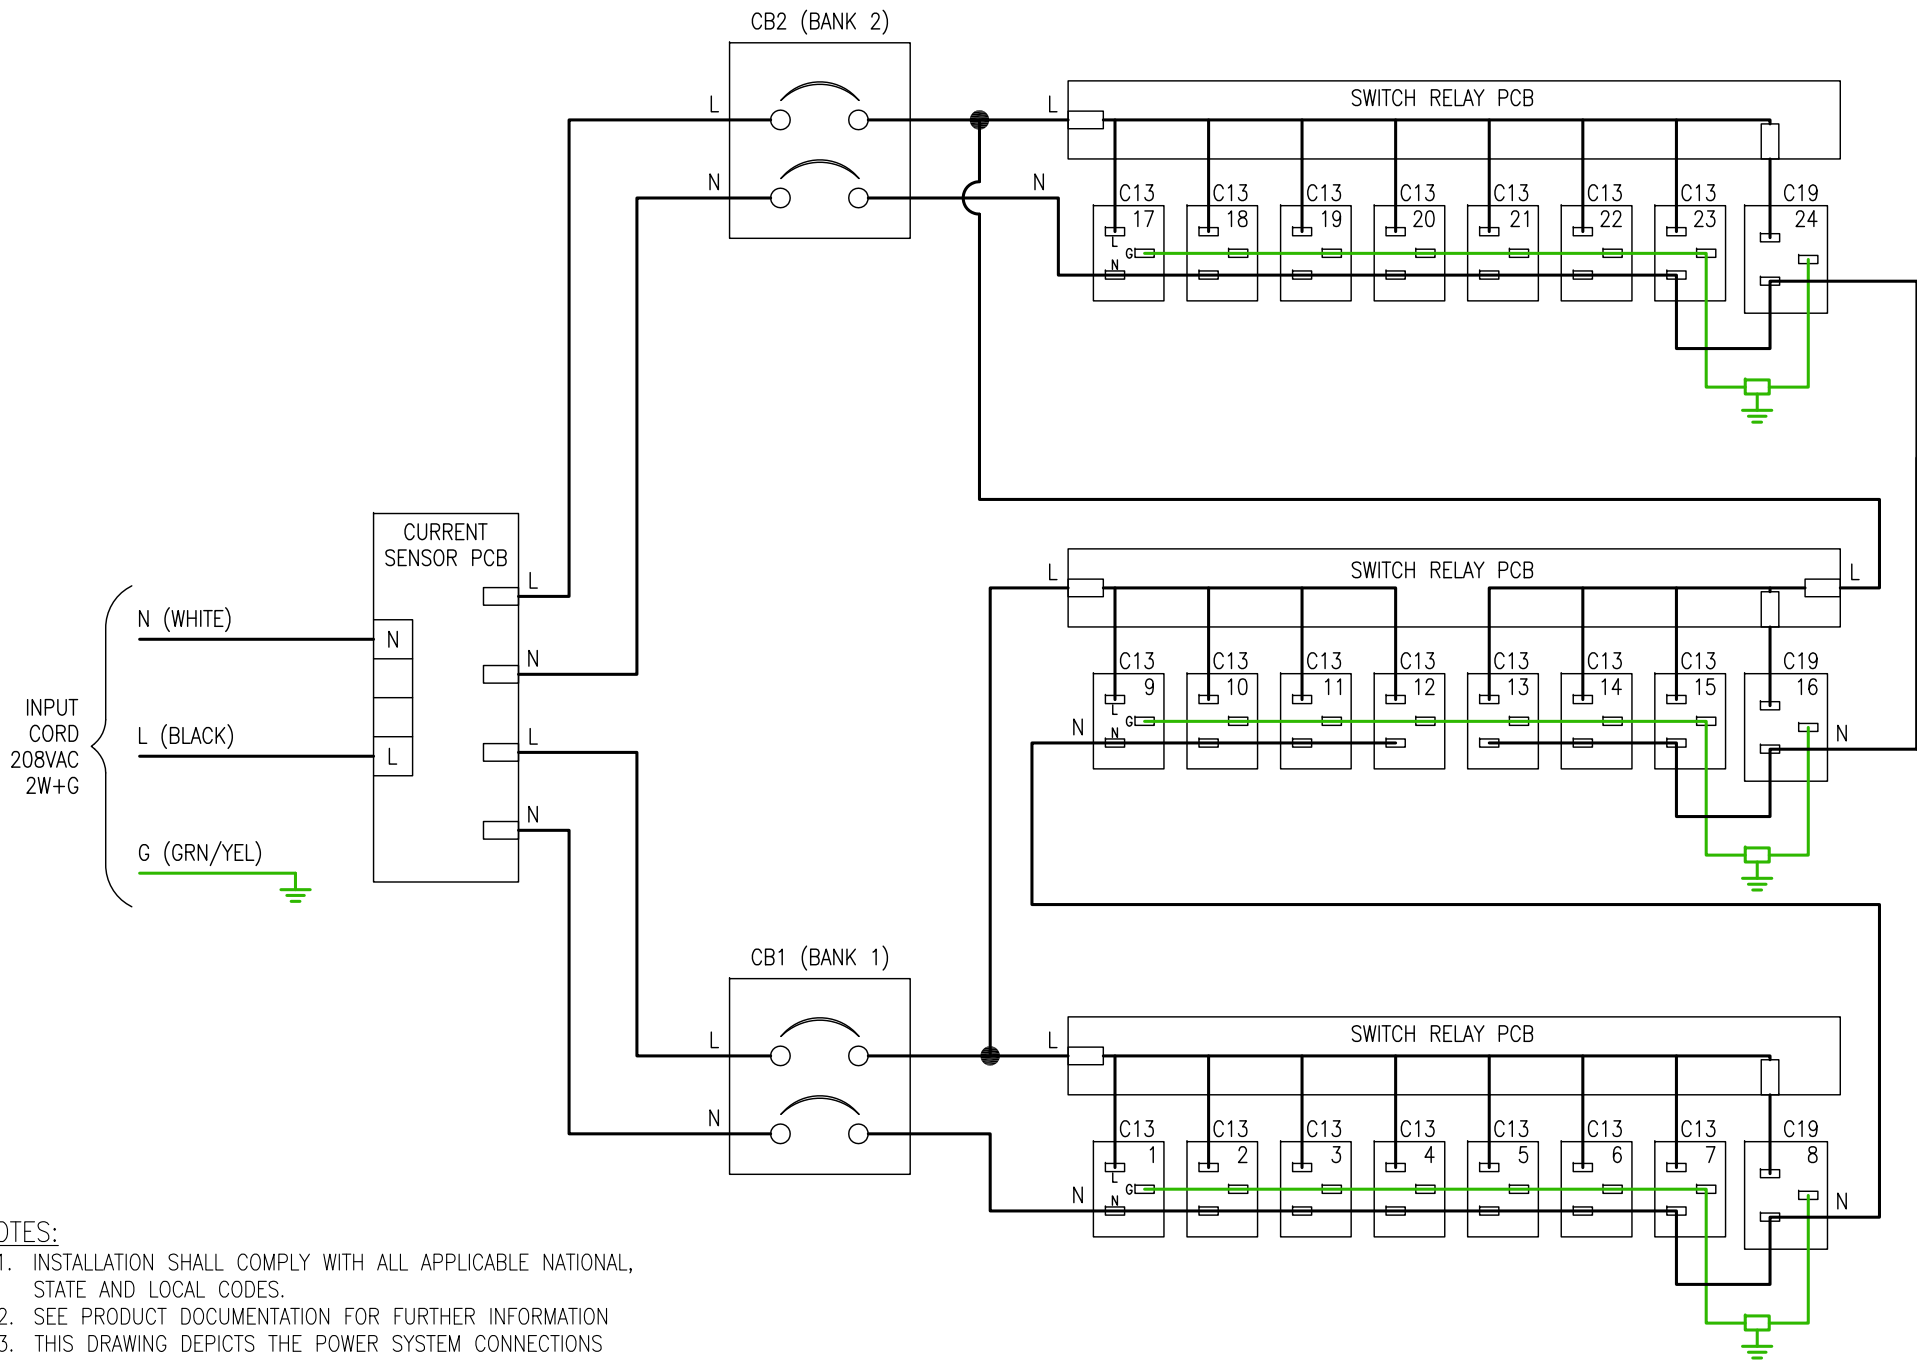 CB2 (BANK 2)
L
N
L
N
SWITCH RELAY PCB
C13 C13 C13 C13 C13 C13 C13 C19
17 18 19 20 21 22 23 24
L
G
N
CURRENT
SENSOR PCB
L
N
L
N
N
L
INPUT
CORD
208VAC
2W+G
N (WHITE)
L (BLACK)
G (GRN/YEL)
L
SWITCH RELAY PCB
L
C13 C13 C13 C13 C13 C13 C13 C19
9 10 11 12 13 14 15 16
L
G
N
N
N
CB1 (BANK 1)
L
N
L
SWITCH RELAY PCB
C13 C13 C13 C13 C13 C13 C13 C19
1 2 3 4 5 6 7 8
L
G
N
N
N
OTES:
1. INSTALLATION SHALL COMPLY WITH ALL APPLICABLE NATIONAL,
STATE AND LOCAL CODES.
2. SEE PRODUCT DOCUMENTATION FOR FURTHER INFORMATION
3. THIS DRAWING DEPICTS THE POWER SYSTEM CONNECTIONS